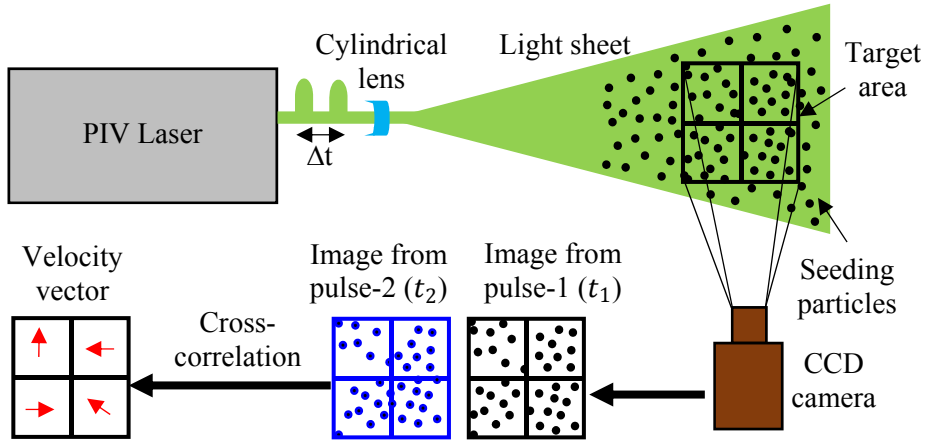 Cylindrical
lens
Light sheet
Target
area
PIV Laser
Δt
Velocity
vector
Image from
pulse-2 (t₂)
Image from
pulse-1 (t₁)
Seeding
particles
Cross-
correlation
CCD
camera